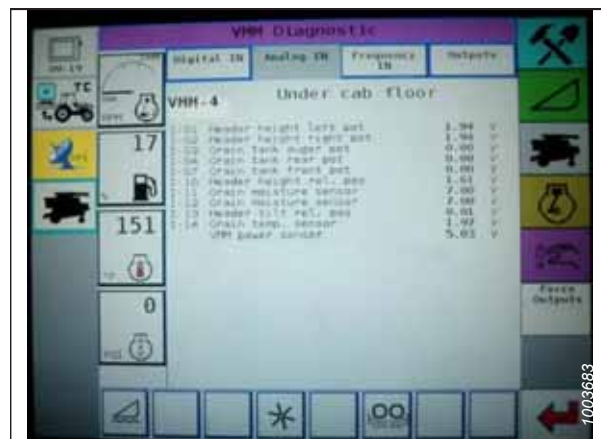 VMM Diagnostic
Digital IN
Analog IN
Frequency IN
Outputs
TC
VMM-4
Under cab floor
Header height left pot 1.94 V
Header height right pot 1.94 V
Grain Tank auger pot 0.00 V
Grain tank rear pot 0.00 V
Grain tank front pot 0.00 V
Header height rel. pos 1.61 V
Grain moisture sensor 7.00 V
Grain moisture sensor 7.00 V
Header tilt rel. pos 0.01 V
Grain temp. sensor V
VMM power sensor 5.03 V
17
151
0
Force
Outputs
1003683